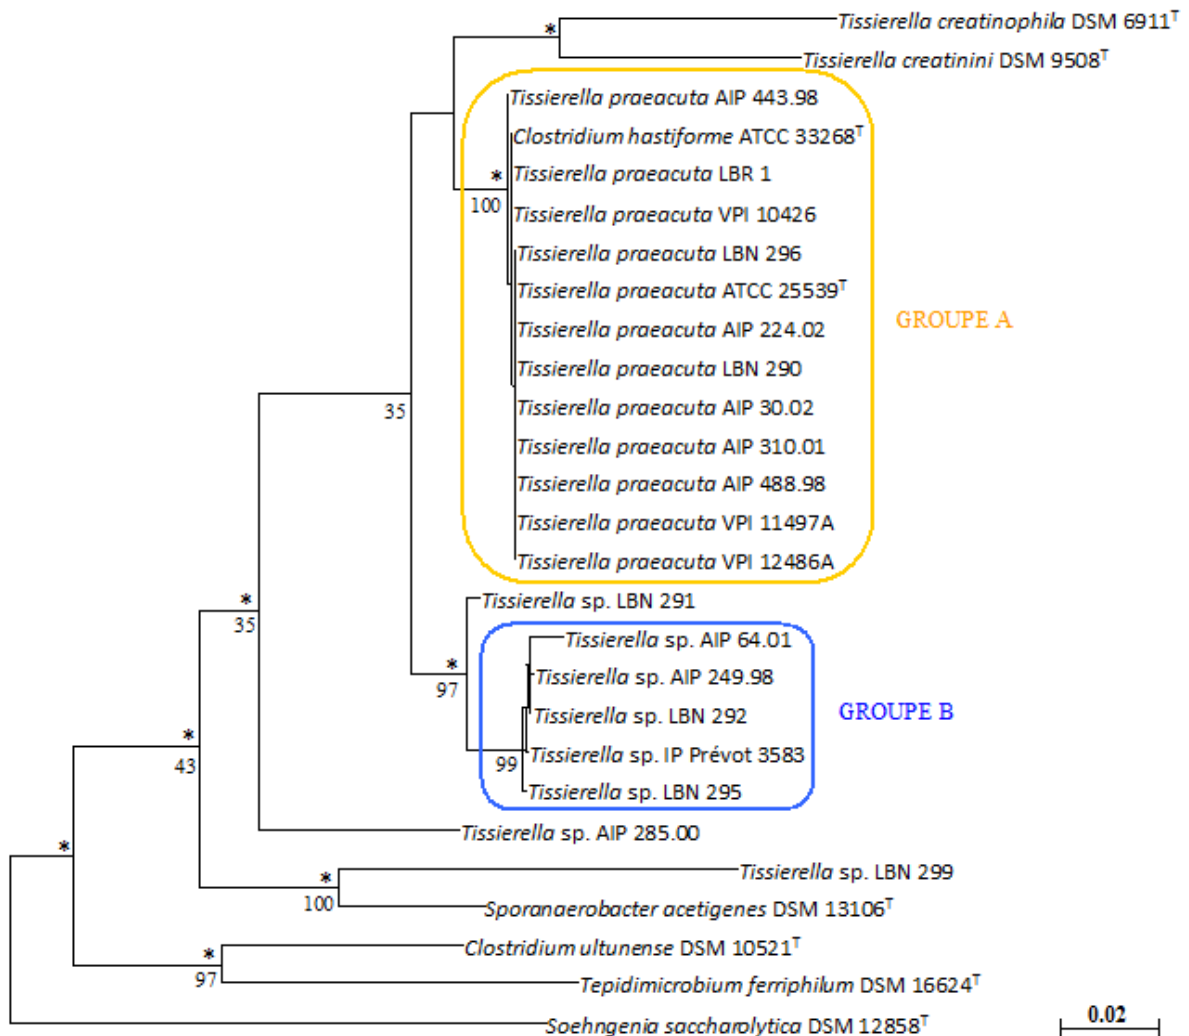 * Tissierella creatinophila DSM 6911ᵀ
Tissierella creatinini DSM 9508ᵀ
Tissierella praeacuta AIP 443.98
Clostridium hastiforme ATCC 33268ᵀ
* Tissierella praeacuta LBR 1
100
Tissierella praeacuta VPI 10426
Tissierella praeacuta LBN 296
Tissierella praeacuta ATCC 25539ᵀ
GROUPE A
Tissierella praeacuta AIP 224.02
Tissierella praeacuta LBN 290
35
Tissierella praeacuta AIP 30.02
Tissierella praeacuta AIP 310.01
Tissierella praeacuta AIP 488.98
Tissierella praeacuta VPI 11497A
Tissierella praeacuta VPI 12486A
*
35
Tissierella sp. LBN 291
Tissierella sp. AIP 64.01
*
97
Tissierella sp. AIP 249.98
GROUPE B
Tissierella sp. LBN 292
*
43
99
Tissierella sp. IP Prévot 3583
Tissierella sp. LBN 295
Tissierella sp. AIP 285.00
*
Tissierella sp. LBN 299
*
100
Sporanaerobacter acetigenes DSM 13106ᵀ
Clostridium ultunense DSM 10521ᵀ
*
97
Tepidimicrobium ferriphilum DSM 16624ᵀ
Soehngenia saccharolytica DSM 12858ᵀ
0.02